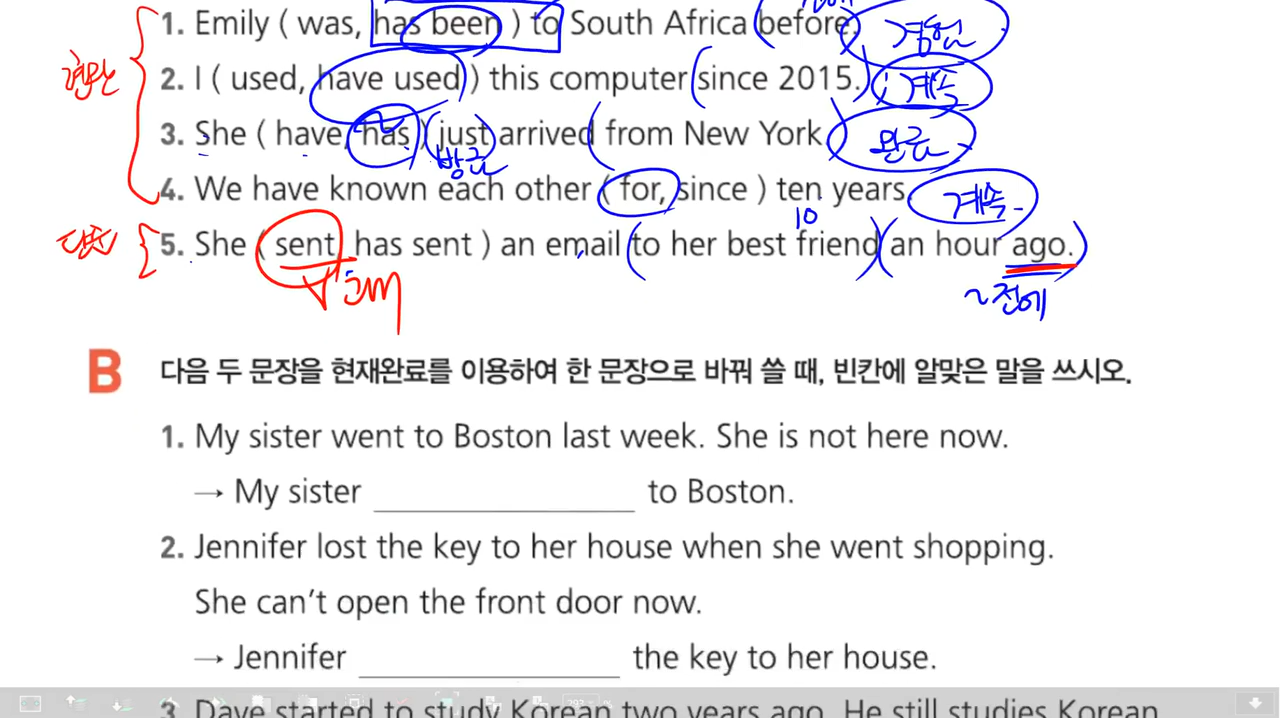 1. Emily ( was, has been ) to South Africa before. 경험
2. I ( used, have used ) this computer since 2015. 계속
현완
3. She ( have, has ) just arrived from New York. 완료
방금
4. We have known each other ( for, since ) ten years. 계속
10
5. She ( sent, has sent ) an email to her best friend an hour ago.
~전에
B 다음 두 문장을 현재완료를 이용하여 한 문장으로 바꿔 쓸 때, 빈칸에 알맞은 말을 쓰시오.
1. My sister went to Boston last week. She is not here now.
→ My sister ____________ to Boston.
2. Jennifer lost the key to her house when she went shopping.
She can't open the front door now.
→ Jennifer ____________ the key to her house.
3. Dave started to study Korean two years ago. He still studies Korean